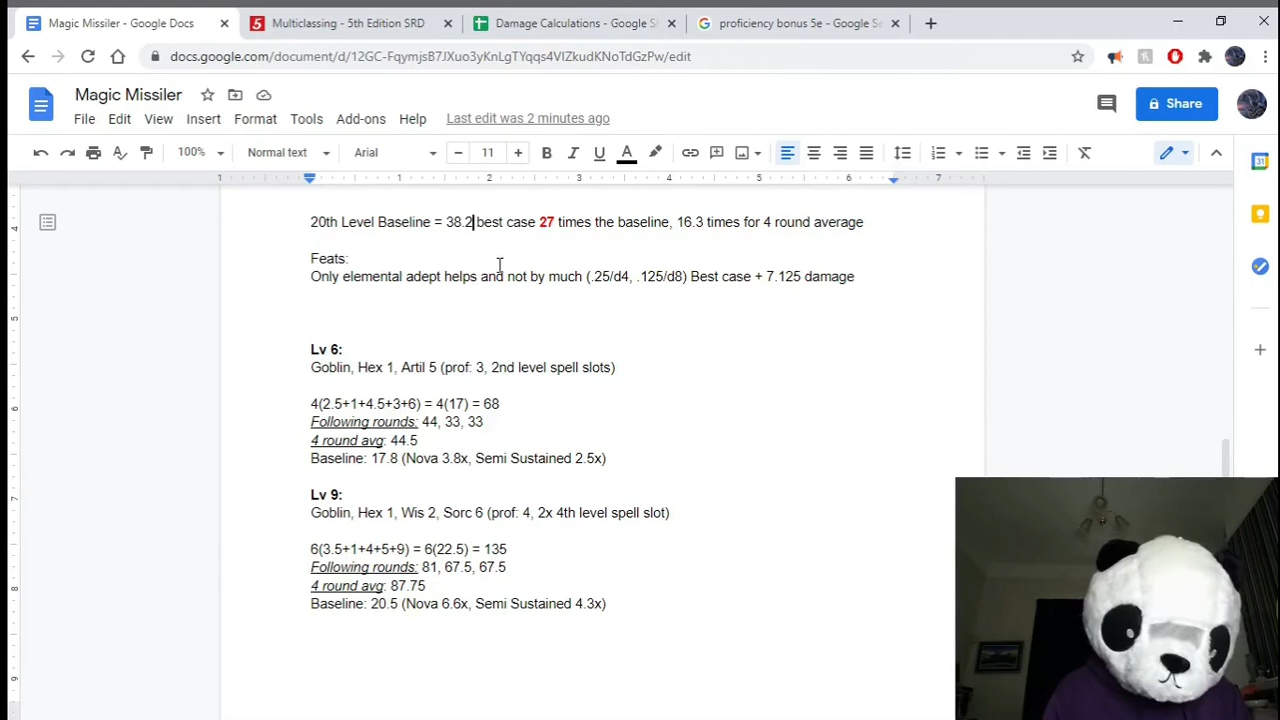 Magic Missiler - Google Docs
Multiclassing - 5th Edition SRD
Damage Calculations - Google S
proficiency bonus 5e - Google Se
docs.google.com/document/d/12GC-FqymjsB7JXuo3yKnLgTYqqs4VIZkudKNoTdGzPw/edit
Magic Missiler
Share
File Edit View Insert Format Tools Add-ons Help Last edit was 2 minutes ago
100% Normal text Arial 11
1 1 2 3 4 5 6 7
20th Level Baseline = 38.2 best case 27 times the baseline, 16.3 times for 4 round average
Feats:
Only elemental adept helps and not by much (.25/d4, .125/d8) Best case + 7.125 damage
Lv 6:
Goblin, Hex 1, Artil 5 (prof: 3, 2nd level spell slots)
4(2.5+1+4.5+3+6) = 4(17) = 68
Following rounds: 44, 33, 33
4 round avg: 44.5
Baseline: 17.8 (Nova 3.8x, Semi Sustained 2.5x)
Lv 9:
Goblin, Hex 1, Wis 2, Sorc 6 (prof: 4, 2x 4th level spell slot)
6(3.5+1+4+5+9) = 6(22.5) = 135
Following rounds: 81, 67.5, 67.5
4 round avg: 87.75
Baseline: 20.5 (Nova 6.6x, Semi Sustained 4.3x)